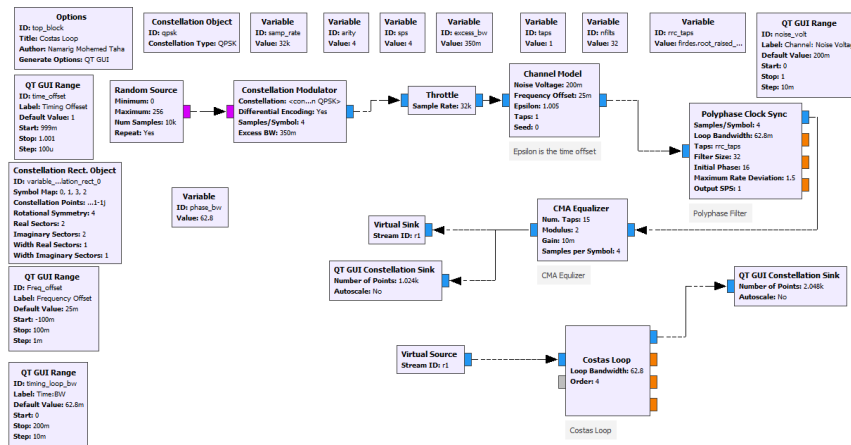 Options
ID: top_block
Title: Costas Loop
Author: Namarig Mohemed Taha
Generate Options: QT GUI
Constellation Object
ID: qpsk
Constellation Type: QPSK
Variable
ID: samp_rate
Value: 32k
Variable
ID: arity
Value: 4
Variable
ID: sps
Value: 4
Variable
ID: excess_bw
Value: 350m
Variable
ID: taps
Value: 1
Variable
ID: nfilts
Value: 32
Variable
ID: rrc_taps
Value: firdes.root_raised_...
QT GUI Range
ID: noise_volt
Label: Channel: Noise Voltag
Default Value: 200m
Start: 0
Stop: 1
Step: 10m
QT GUI Range
ID: time_offset
Label: Timing Offeset
Default Value: 1
Start: 999m
Stop: 1.001
Step: 100u
Random Source
Minimum: 0
Maximum: 256
Num Samples: 10k
Repeat: Yes
Constellation Modulator
Constellation: <con...n QPSK>
Differential Encoding: Yes
Samples/Symbol: 4
Excess BW: 350m
Throttle
Sample Rate: 32k
Channel Model
Noise Voltage: 200m
Frequency Offset: 25m
Epsilon: 1.005
Taps: 1
Seed: 0
Epsilon is the time offset
Polyphase Clock Sync
Samples/Symbol: 4
Loop Bandwidth: 62.8m
Taps: rrc_taps
Filter Size: 32
Initial Phase: 16
Maximum Rate Deviation: 1.5
Output SPS: 1
Polyphase Filter
Constellation Rect. Object
ID: variable_...lation_rect_0
Symbol Map: 0, 1, 3, 2
Constellation Points: ...1-1j
Rotational Symmetry: 4
Real Sectors: 2
Imaginary Sectors: 2
Width Real Sectors: 1
Width Imaginary Sectors: 1
Variable
ID: phase_bw
Value: 62.8
Virtual Sink
Stream ID: r1
CMA Equalizer
Num. Taps: 15
Modulus: 2
Gain: 10m
Samples per Symbol: 4
CMA Equlizer
QT GUI Constellation Sink
Number of Points: 1.024k
Autoscale: No
QT GUI Constellation Sink
Number of Points: 2.048k
Autoscale: No
QT GUI Range
ID: Freq_offset
Label: Frequency Offset
Default Value: 25m
Start: -100m
Stop: 100m
Step: 1m
Virtual Source
Stream ID: r1
Costas Loop
Loop Bandwidth: 62.8
Order: 4
Costas Loop
QT GUI Range
ID: timing_loop_bw
Label: Time:BW
Default Value: 62.8m
Start: 0
Stop: 200m
Step: 10m